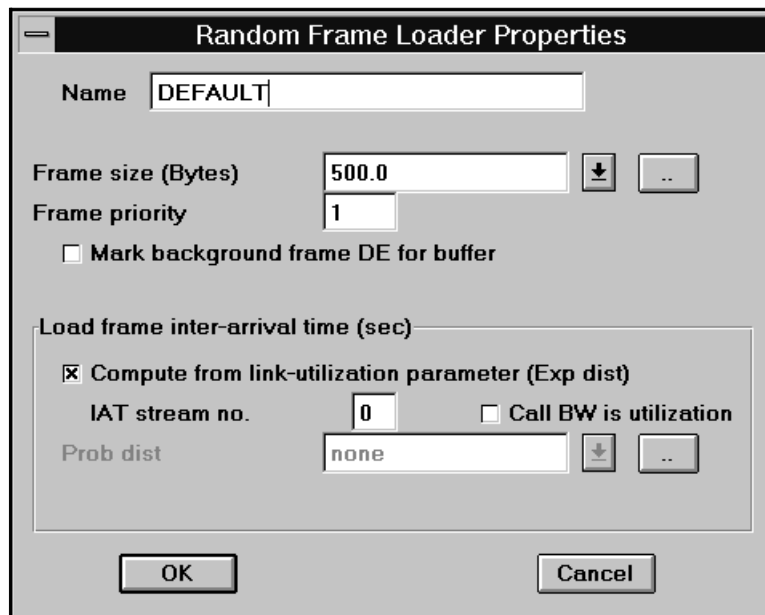 Random Frame Loader Properties
Name DEFAULT
Frame size (Bytes) 500.0 ..
Frame priority 1
Mark background frame DE for buffer
Load frame inter-arrival time (sec)
Compute from link-utilization parameter (Exp dist)
IAT stream no. 0 Call BW is utilization
Prob dist none ..
OK Cancel